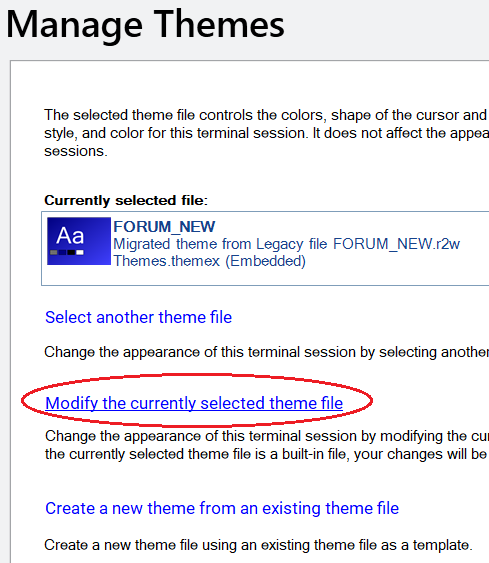 Manage Themes
The selected theme file controls the colors, shape of the cursor and
style, and color for this terminal session. It does not affect the appea
sessions.
Currently selected file:
Aa
FORUM_NEW
Migrated theme from Legacy file FORUM_NEW.r2w
Themes.themex (Embedded)
Select another theme file
Change the appearance of this terminal session by selecting another
Modify the currently selected theme file
Change the appearance of this terminal session by modifying the cu
the currently selected theme file is a built-in file, your changes will be
Create a new theme from an existing theme file
Create a new theme file using an existing theme file as a template.